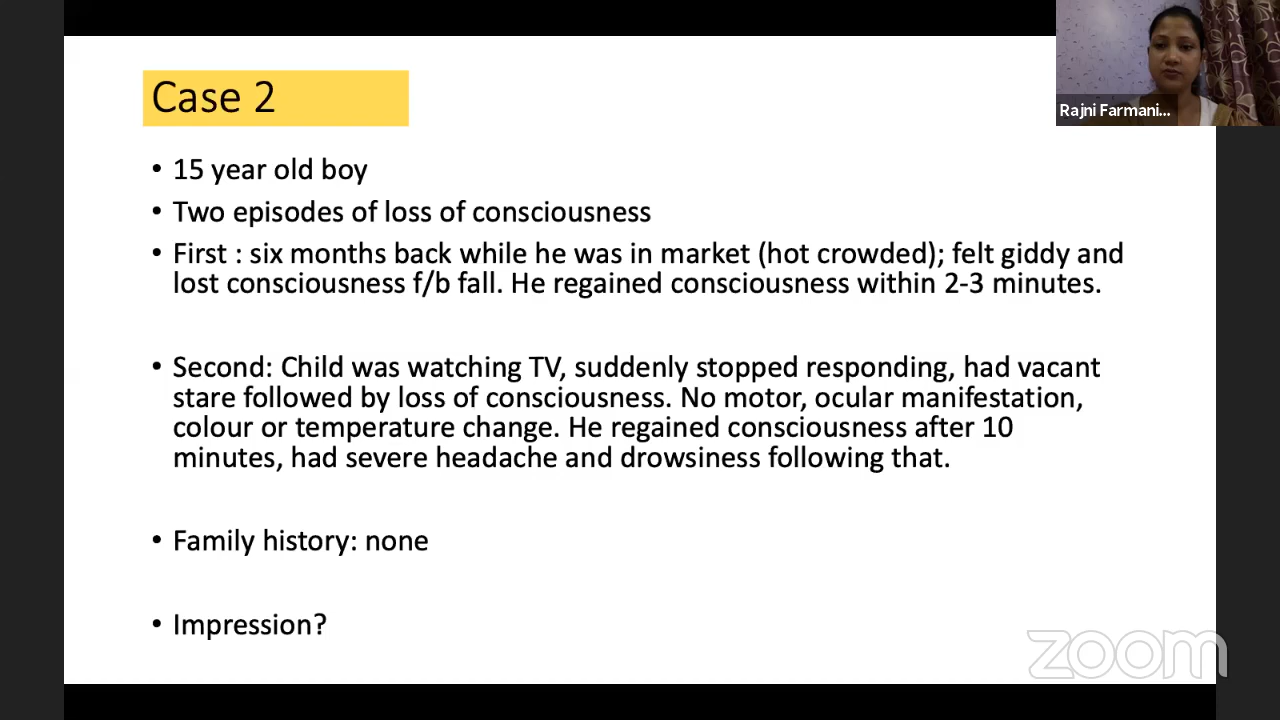 Case 2
Rajni Farmani...
• 15 year old boy
• Two episodes of loss of consciousness
• First : six months back while he was in market (hot crowded); felt giddy and
lost consciousness f/b fall. He regained consciousness within 2-3 minutes.
• Second: Child was watching TV, suddenly stopped responding, had vacant
stare followed by loss of consciousness. No motor, ocular manifestation,
colour or temperature change. He regained consciousness after 10
minutes, had severe headache and drowsiness following that.
• Family history: none
• Impression?
zoom